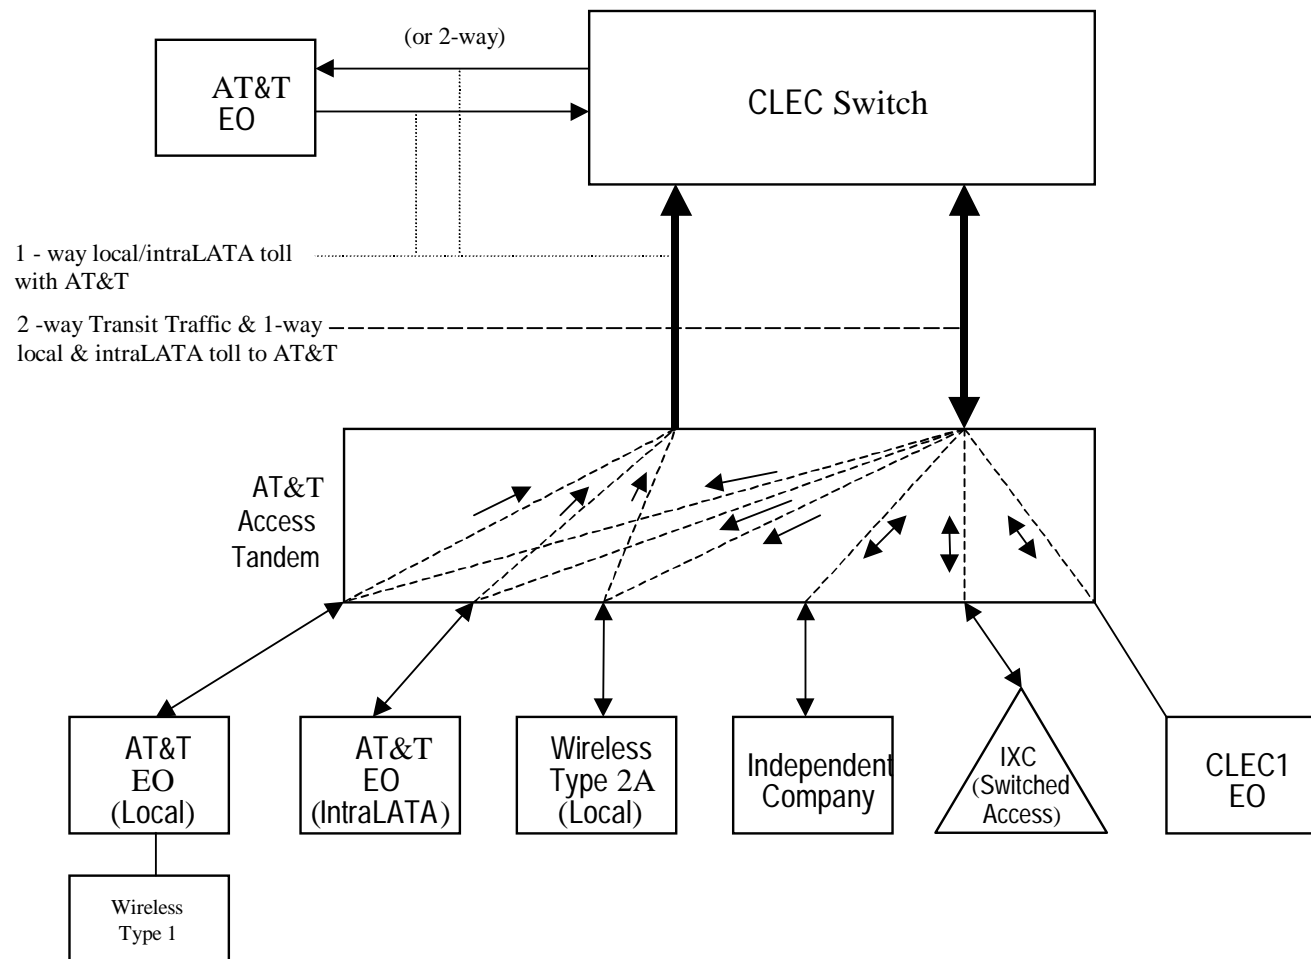 (or 2-way)
AT&T
EO
CLEC Switch
1 - way local/intraLATA toll
with AT&T
2 -way Transit Traffic & 1-way
local & intraLATA toll to AT&T
AT&T
Access
Tandem
AT&T
EO
(Local)
AT&T
EO
(IntraLATA)
Wireless
Type 2A
(Local)
Independent
Company
IXC
(Switched
Access)
CLEC1
EO
Wireless
Type 1